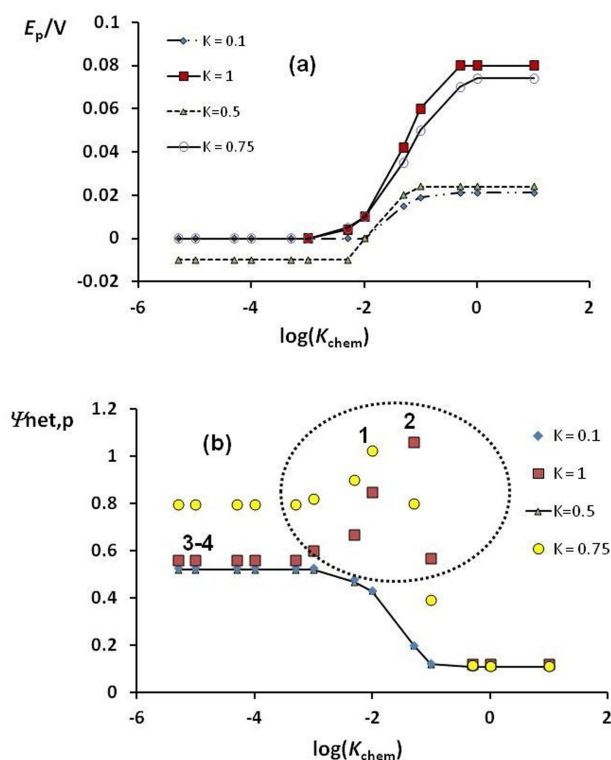 Eₚ/V
(a)
0.1
0.08
0.06
0.04
0.02
0
-0.02
K = 0.1
K = 1
K=0.5
K = 0.75
-6
-4
-2
0
2
log(K_chem)
Ψnet,p
(b)
1.2
1
0.8
0.6
0.4
0.2
0
1
2
3-4
K = 0.1
K = 1
K=0.5
K = 0.75
-6
-4
-2
0
2
log(K_chem)